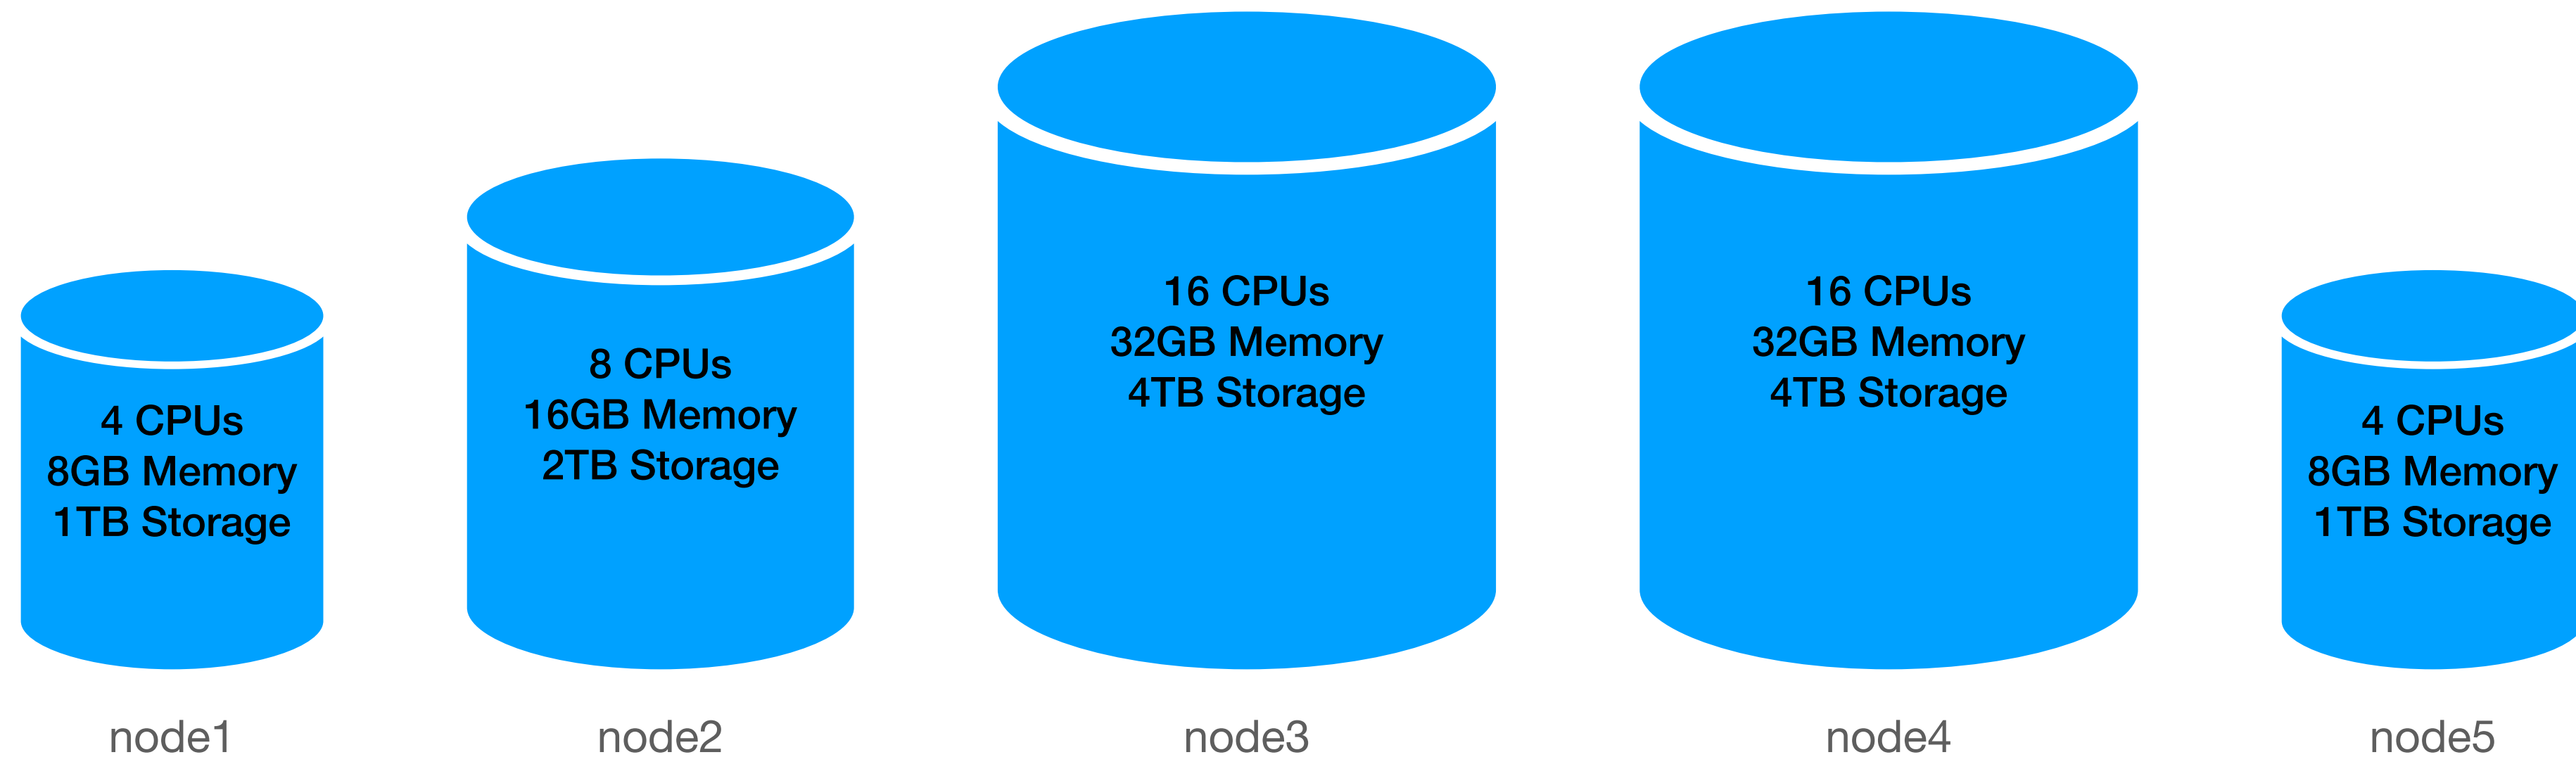 4 CPUs
8GB Memory
1TB Storage
node1
8 CPUs
16GB Memory
2TB Storage
node2
16 CPUs
32GB Memory
4TB Storage
node3
16 CPUs
32GB Memory
4TB Storage
node4
4 CPUs
8GB Memory
1TB Storage
node5